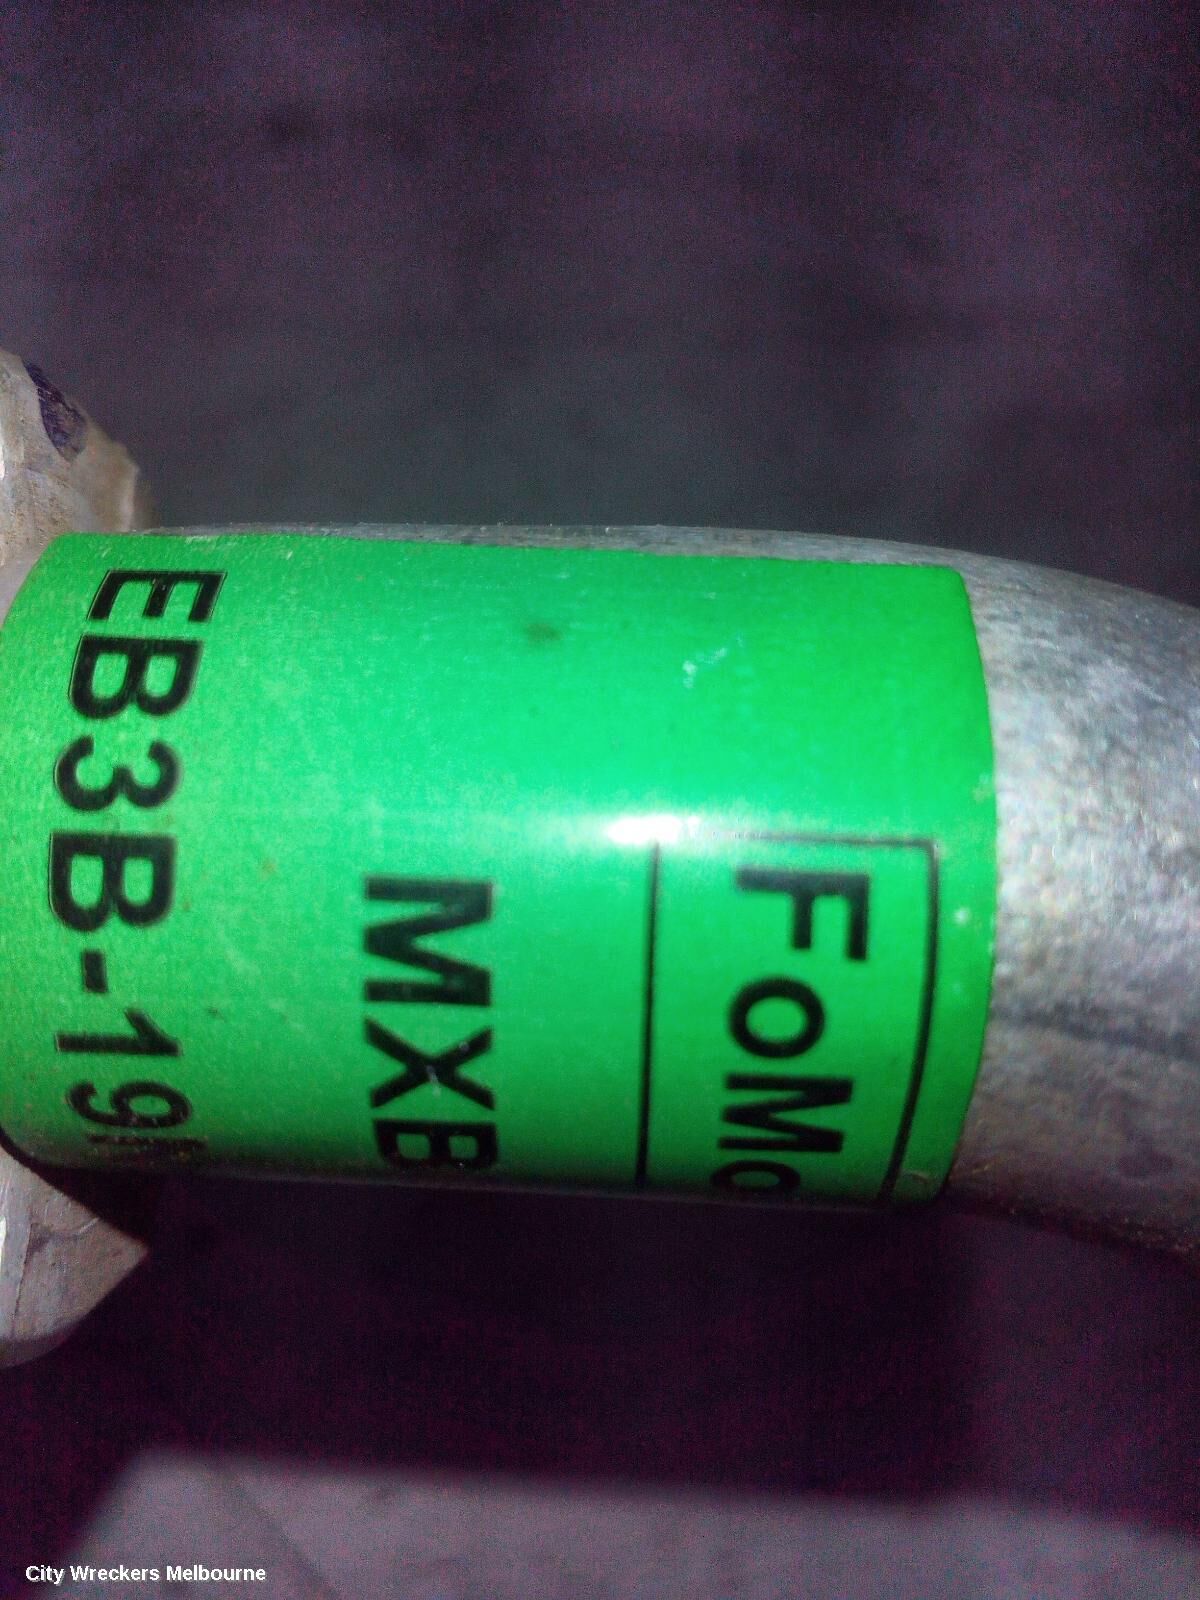 FoMo
MXB
EB3B-19
City Wreckers Melbourne